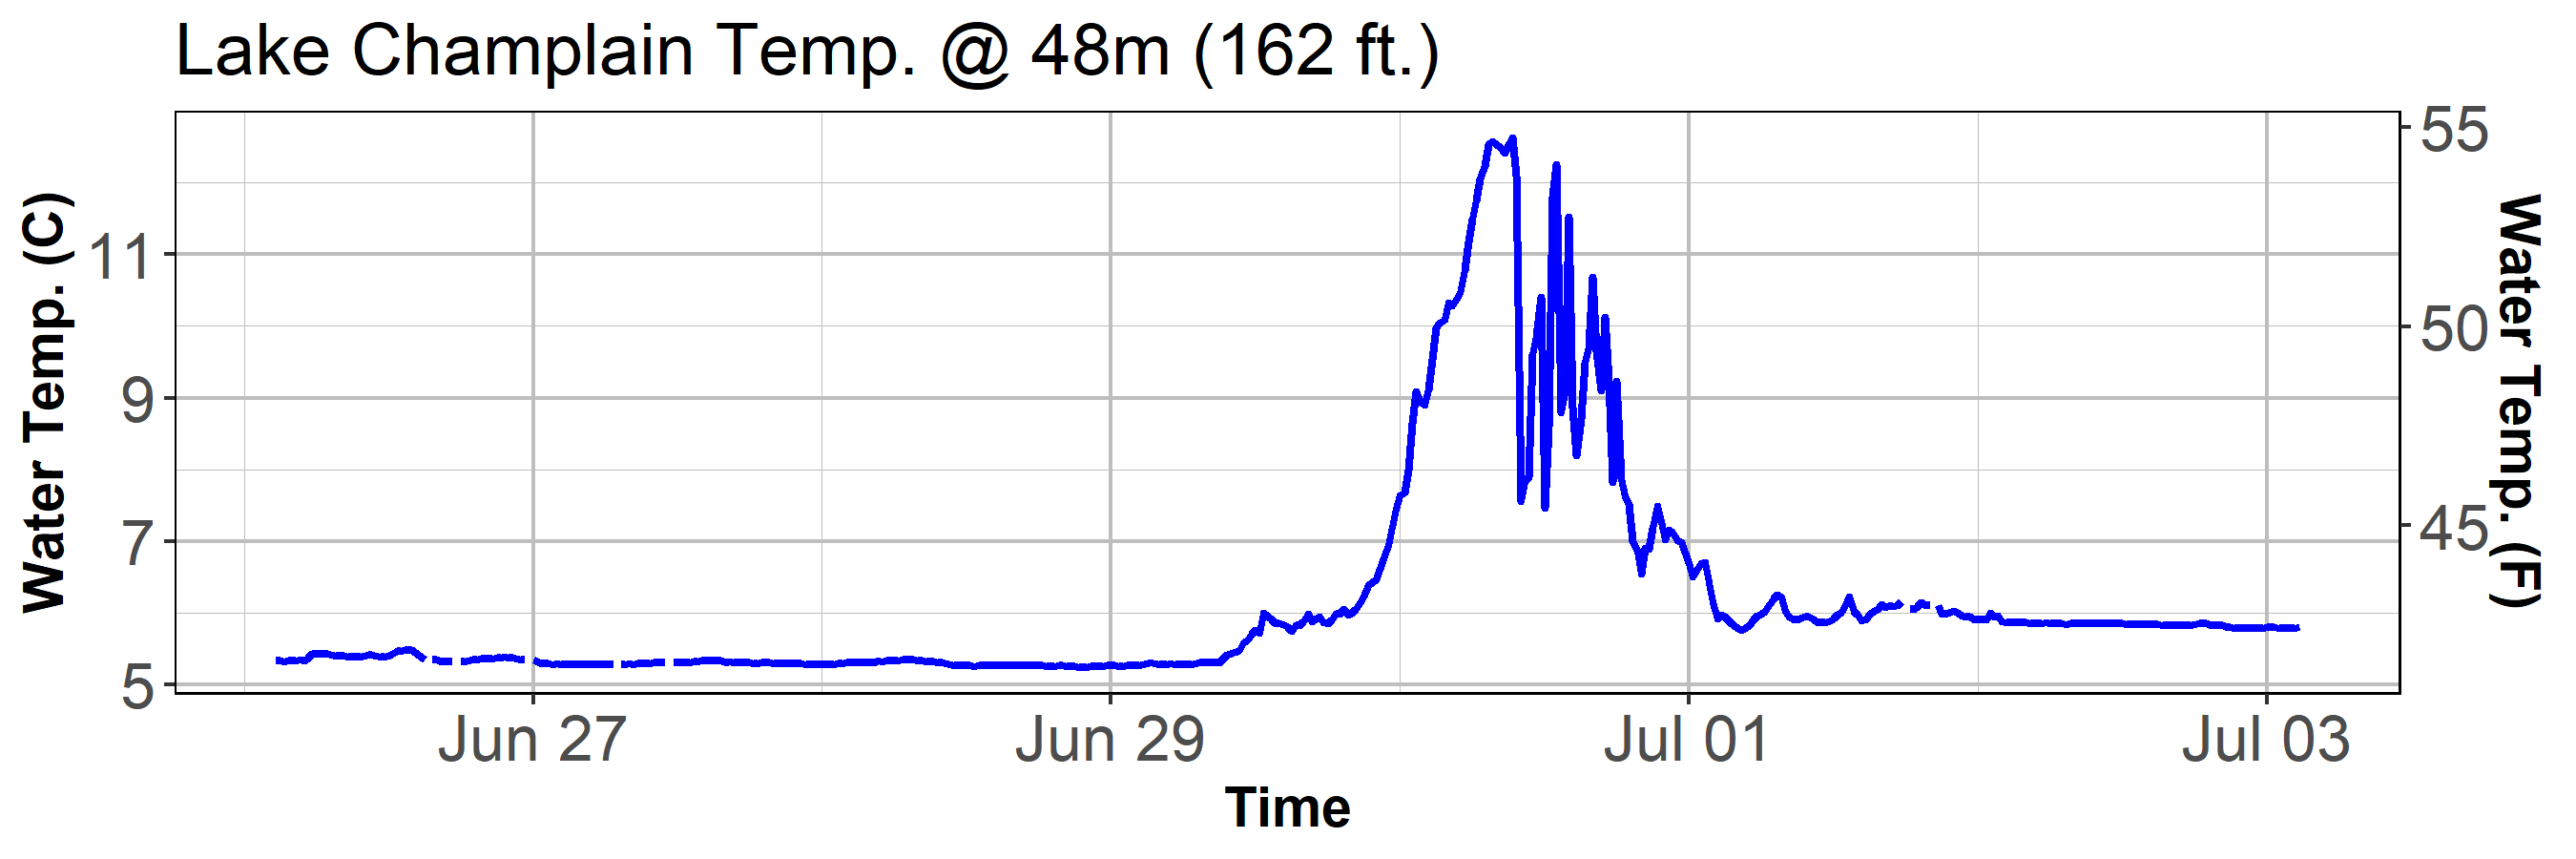 Lake Champlain Temp. @ 48m (162 ft.)
Water Temp. (C)
11
9
7
5
55
50
45
Water Temp. (F)
Jun 27
Jun 29
Jul 01
Jul 03
Time